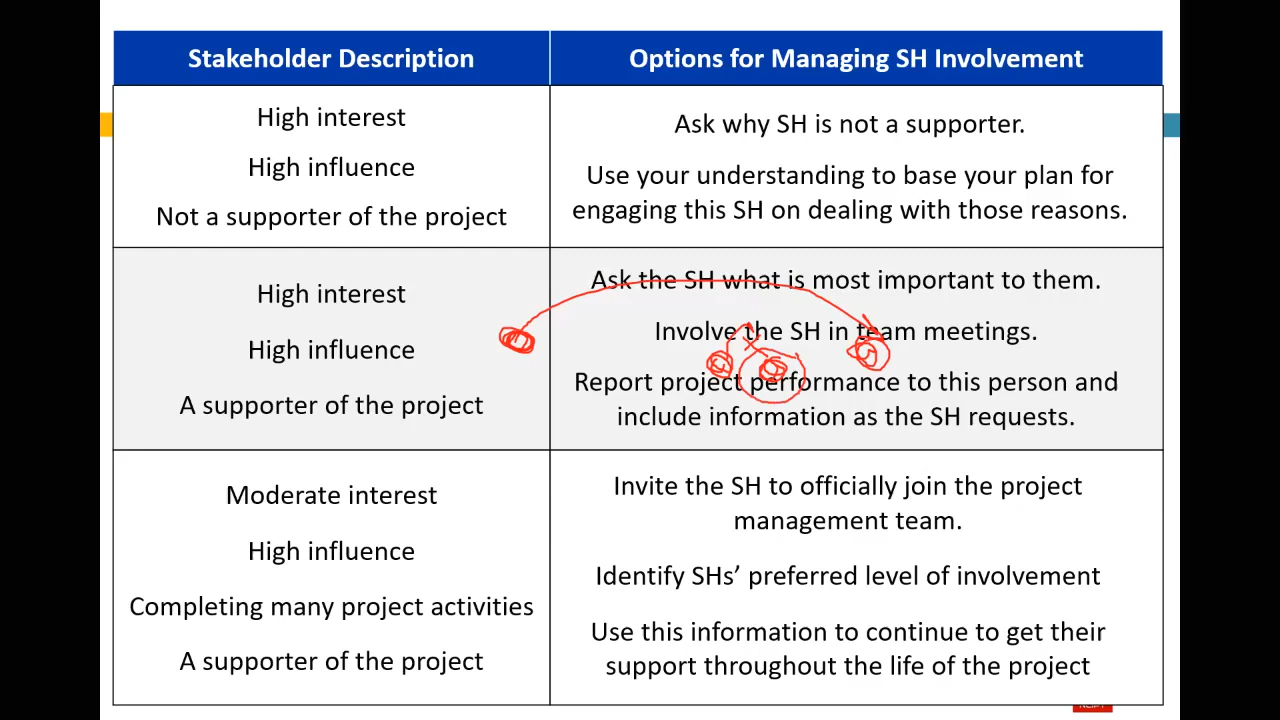 Stakeholder Description
Options for Managing SH Involvement
High interest
High influence
Not a supporter of the project
Ask why SH is not a supporter.
Use your understanding to base your plan for
engaging this SH on dealing with those reasons.
High interest
High influence
A supporter of the project
Ask the SH what is most important to them.
Involve the SH in team meetings.
Report project performance to this person and
include information as the SH requests.
Moderate interest
High influence
Completing many project activities
A supporter of the project
Invite the SH to officially join the project
management team.
Identify SHs’ preferred level of involvement
Use this information to continue to get their
support throughout the life of the project